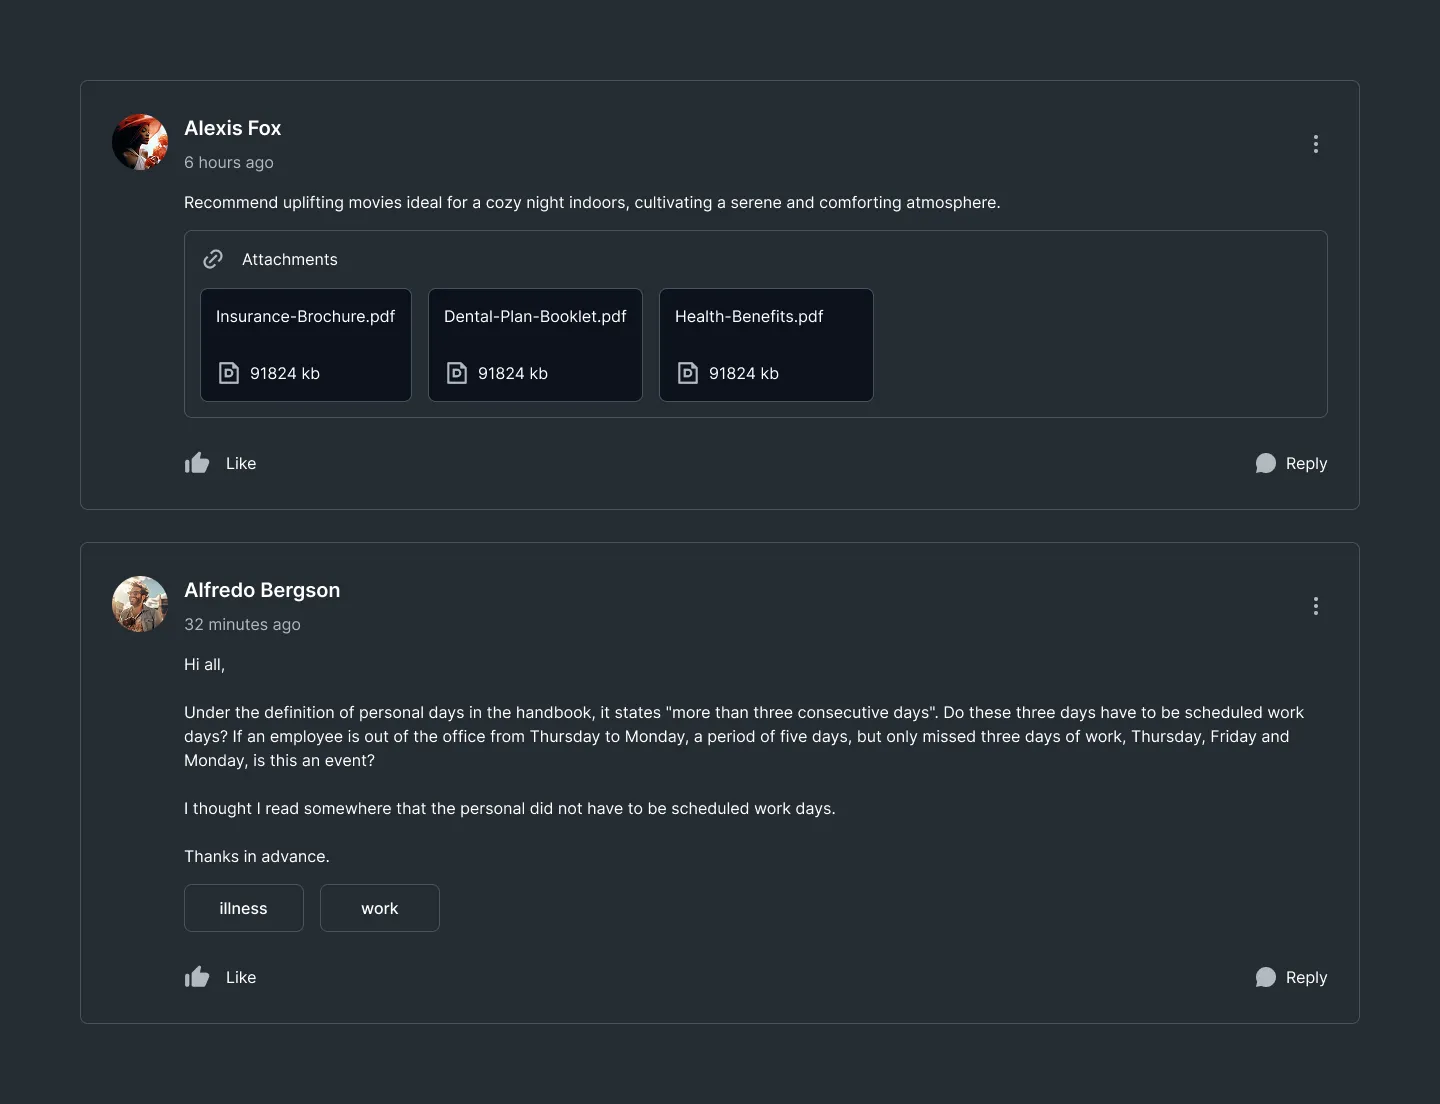 Alexis Fox
6 hours ago
Recommend uplifting movies ideal for a cozy night indoors, cultivating a serene and comforting atmosphere.
Attachments
Insurance-Brochure.pdf
91824 kb
Dental-Plan-Booklet.pdf
91824 kb
Health-Benefits.pdf
91824 kb
Like
Reply
Alfredo Bergson
32 minutes ago
Hi all,
Under the definition of personal days in the handbook, it states "more than three consecutive days". Do these three days have to be scheduled work
days? If an employee is out of the office from Thursday to Monday, a period of five days, but only missed three days of work, Thursday, Friday and
Monday, is this an event?
I thought I read somewhere that the personal did not have to be scheduled work days.
Thanks in advance.
illness
work
Like
Reply